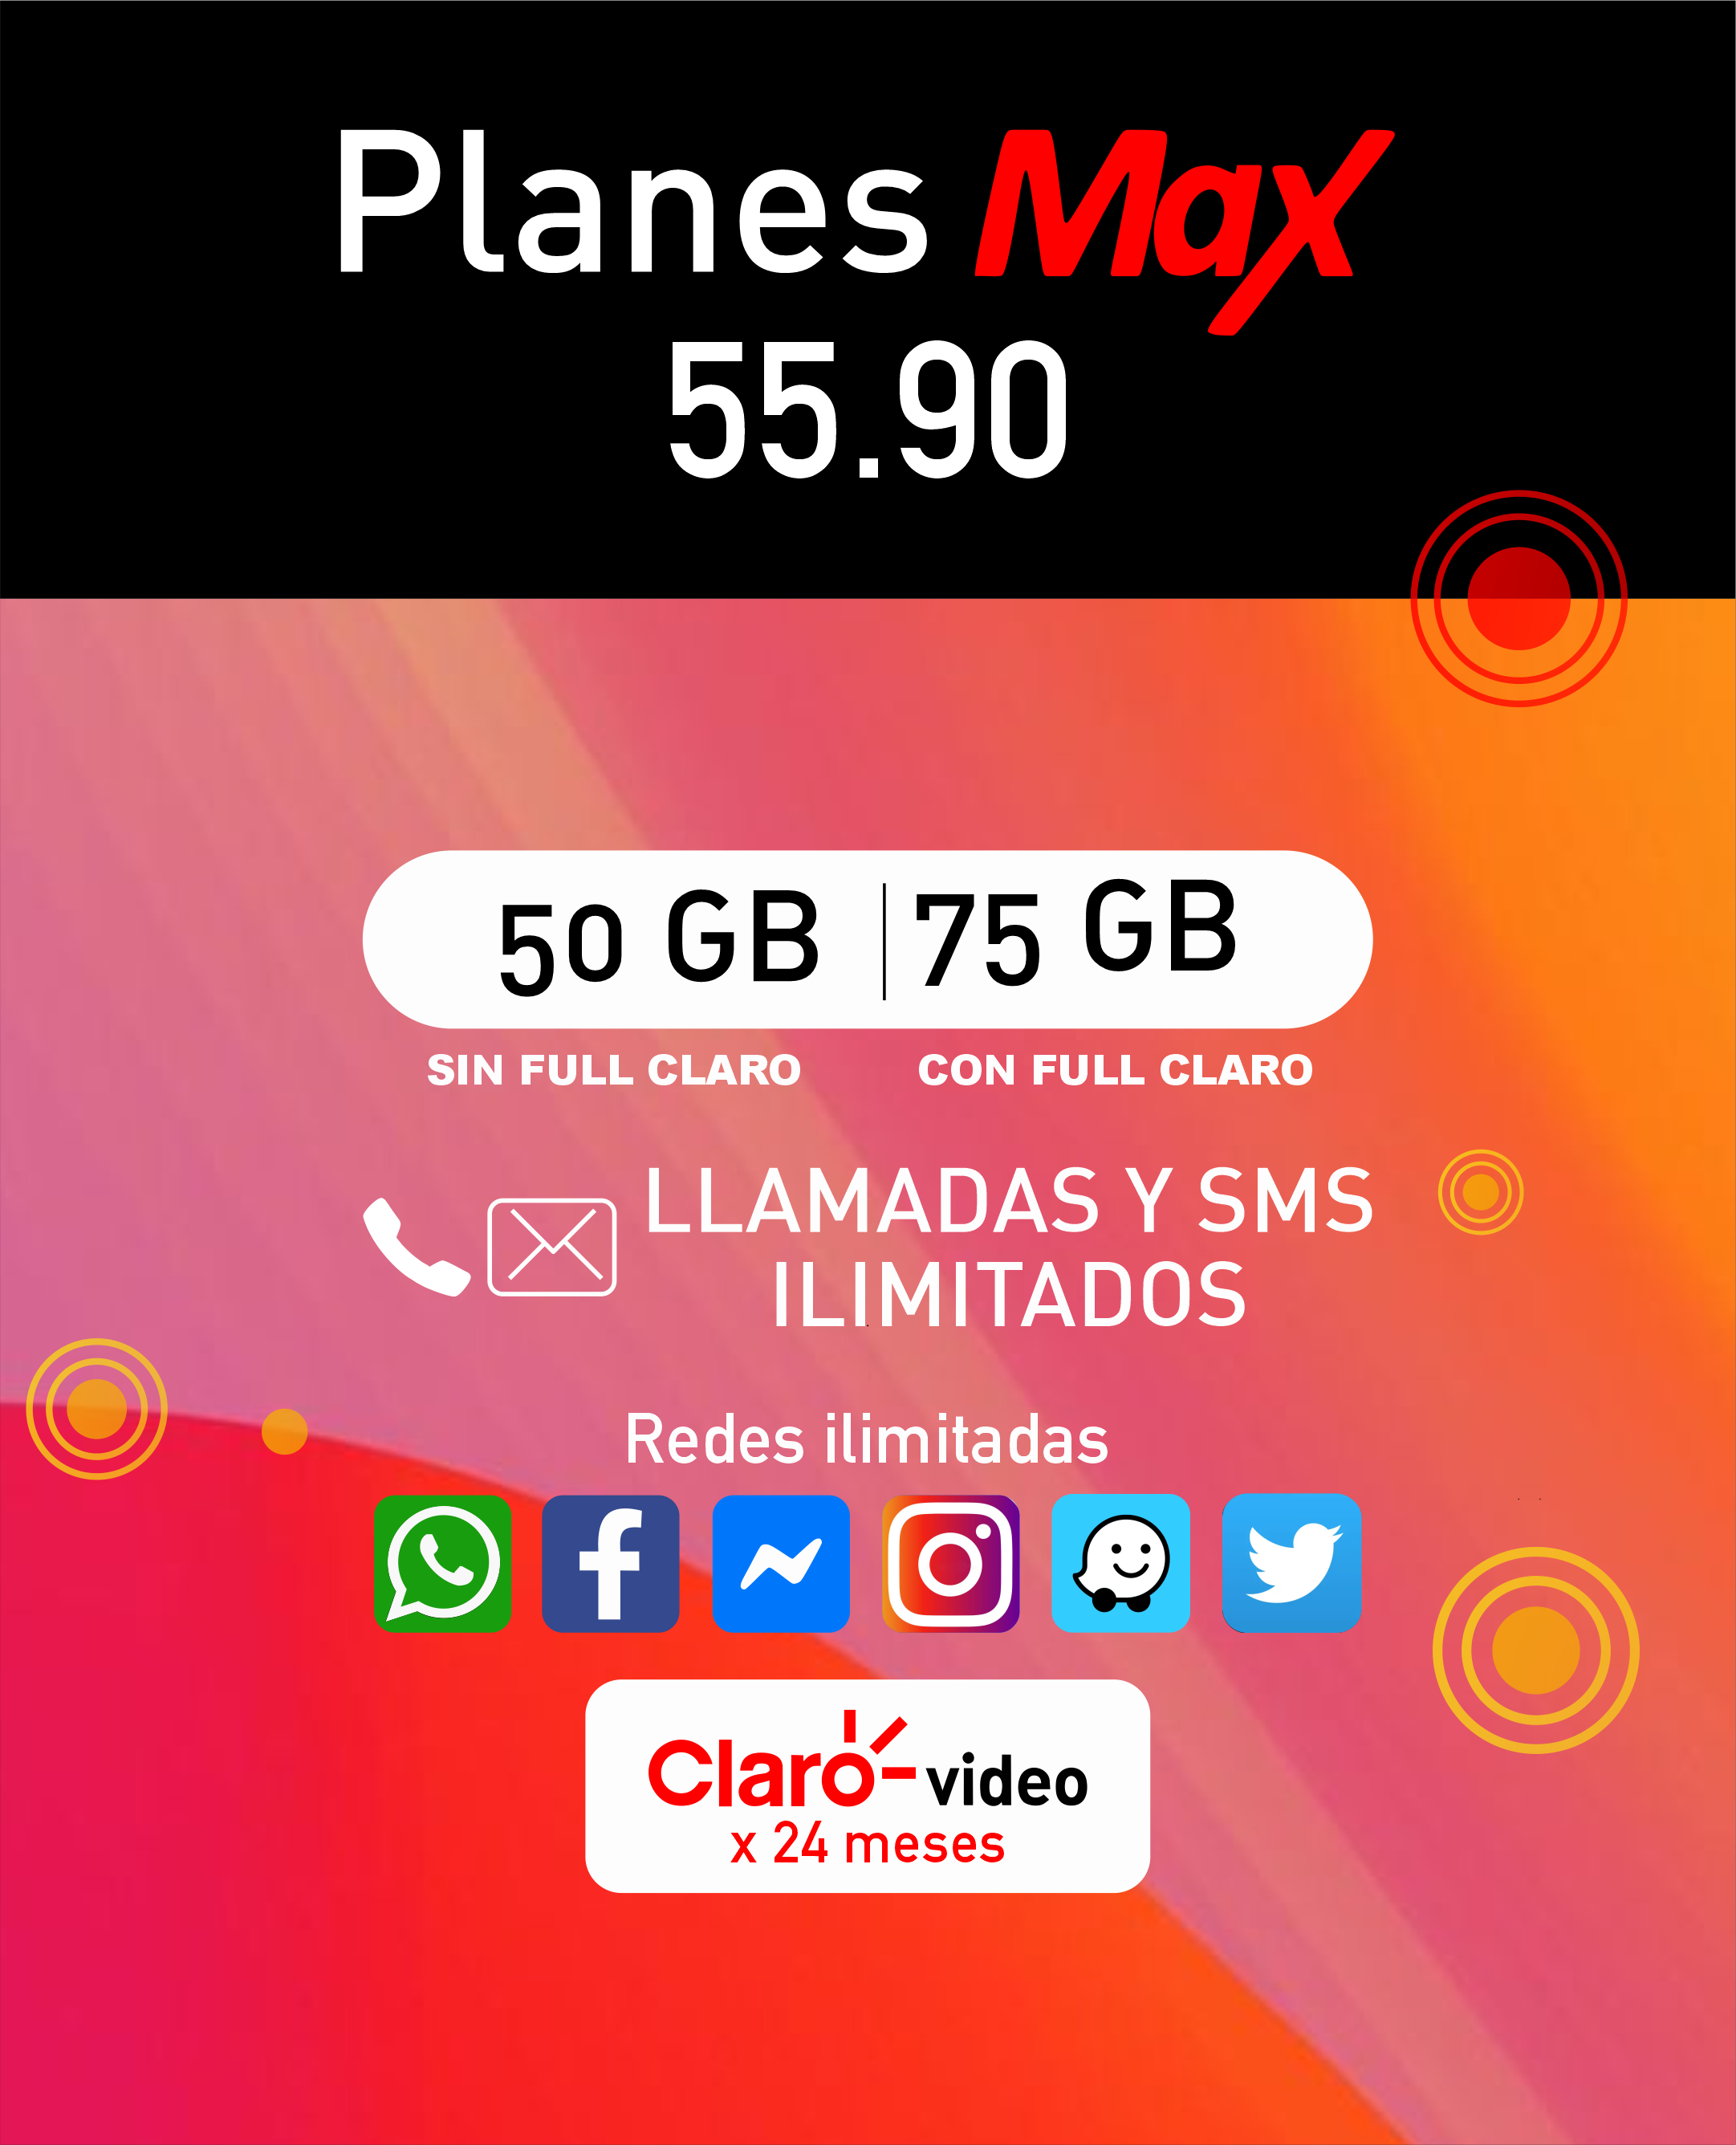 Planes Max
55.90
50 GB | 75 GB
SIN FULL CLARO CON FULL CLARO
LLAMADAS Y SMS
ILIMITADOS
Redes ilimitadas
Claro-video
x 24 meses